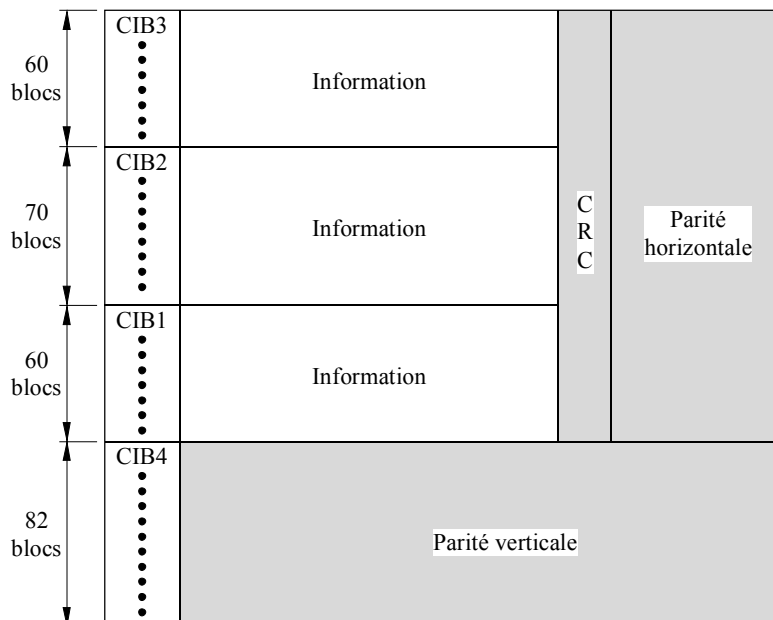 CIB3
60
blocs
Information
CIB2
70
blocs
Information
C
R
C
Parité
horizontale
CIB1
60
blocs
Information
CIB4
82
blocs
Parité verticale